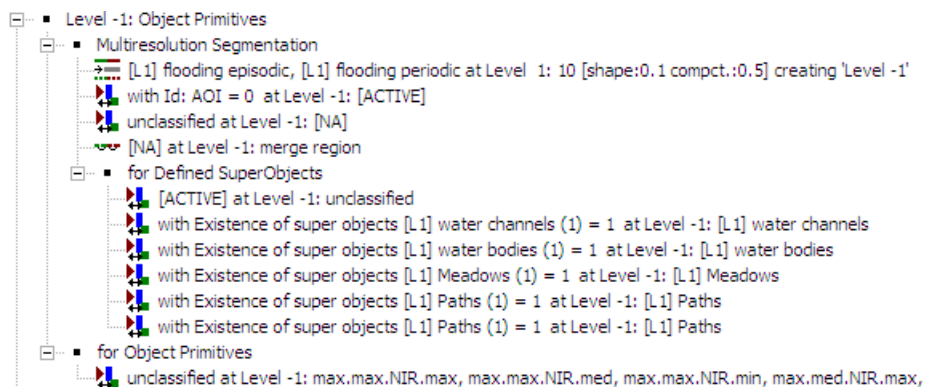 Level -1: Object Primitives
Multiresolution Segmentation
[L1] flooding episodic, [L1] flooding periodic at Level 1: 10 [shape:0.1 compct.:0.5] creating 'Level -1'
with Id: AOI = 0 at Level -1: [ACTIVE]
unclassified at Level -1: [NA]
[NA] at Level -1: merge region
for Defined SuperObjects
[ACTIVE] at Level -1: unclassified
with Existence of super objects [L1] water channels (1) = 1 at Level -1: [L1] water channels
with Existence of super objects [L1] water bodies (1) = 1 at Level -1: [L1] water bodies
with Existence of super objects [L1] Meadows (1) = 1 at Level -1: [L1] Meadows
with Existence of super objects [L1] Paths (1) = 1 at Level -1: [L1] Paths
with Existence of super objects [L1] Paths (1) = 1 at Level -1: [L1] Paths
for Object Primitives
unclassified at Level -1: max.max.NIR.max, max.max.NIR.med, max.max.NIR.min, max.med.NIR.max,